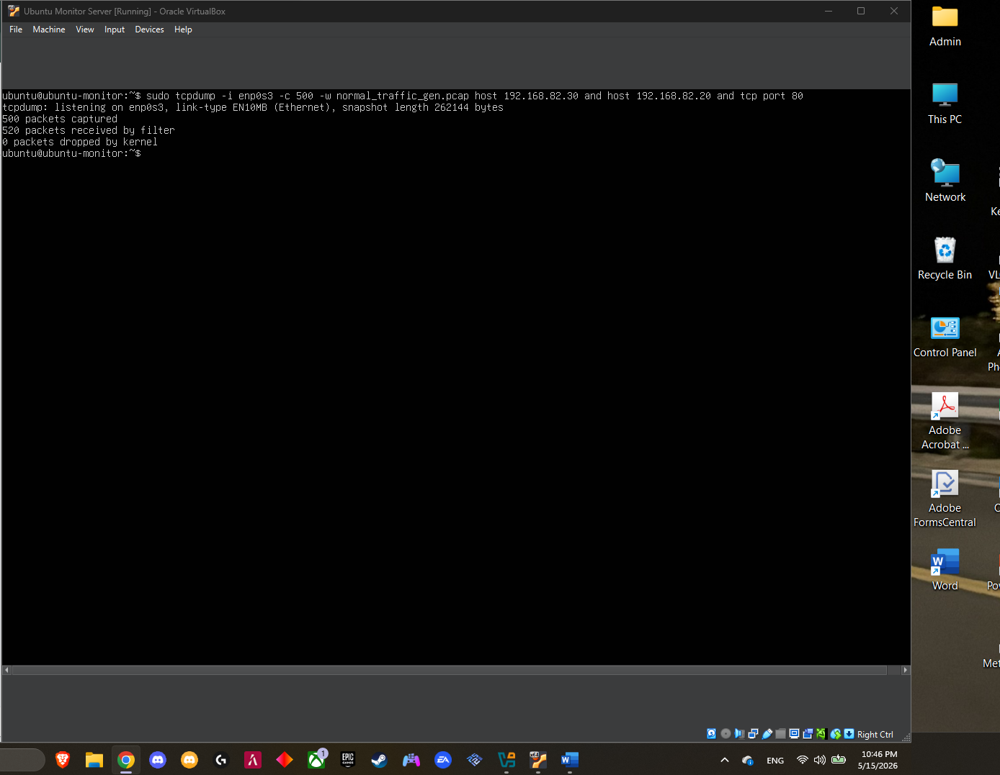 Ubuntu Monitor Server [Running] - Oracle VirtualBox
File Machine View Input Devices Help
ubuntu@ubuntu-monitor:~$ sudo tcpdump -i enp0s3 -c 500 -w normal_traffic_gen.pcap host 192.168.82.30 and host 192.168.82.20 and tcp port 80
tcpdump: listening on enp0s3, link-type EN10MB (Ethernet), snapshot length 262144 bytes
500 packets captured
520 packets received by filter
0 packets dropped by kernel
ubuntu@ubuntu-monitor:~$
Right Ctrl
Admin
This PC
Network
Ke
Recycle Bin
VL
Control Panel
Ph
Adobe
Acrobat ...
Adobe
FormsCentral
Word
Po
Met
1
EPIC
GAMES
EA
ENG
10:46 PM
5/15/2026